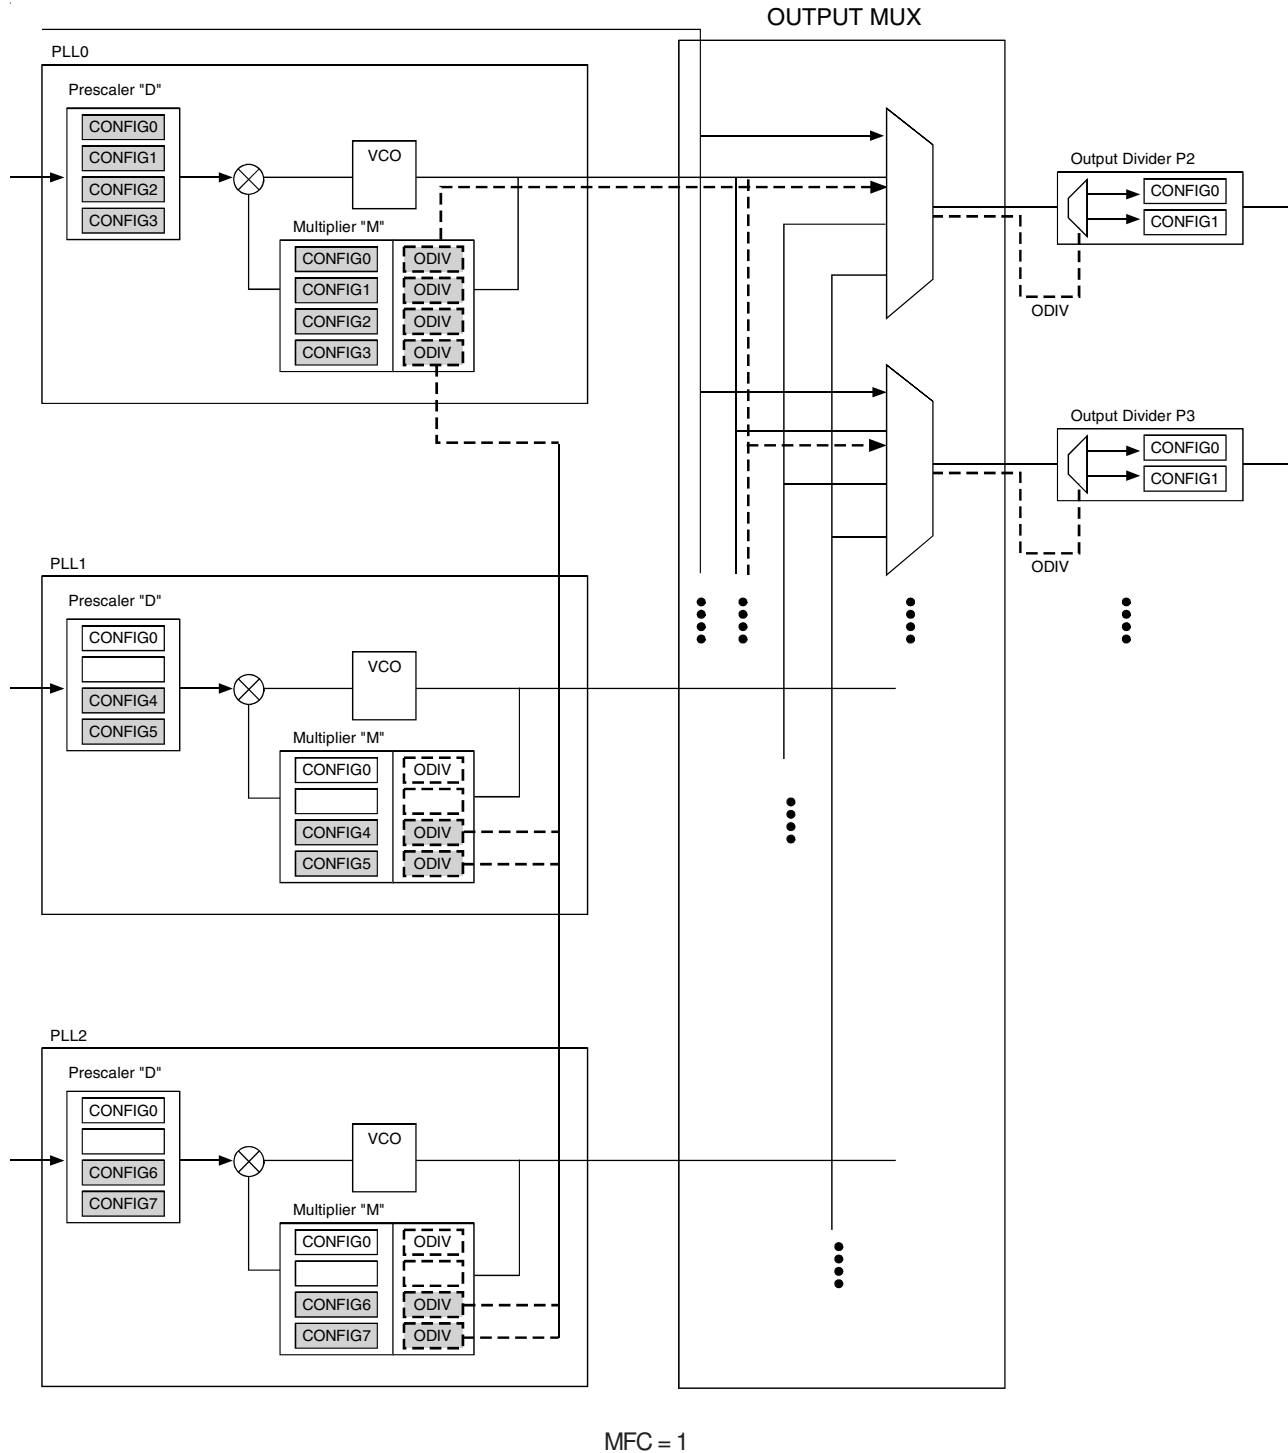 OUTPUT MUX
PLL0
Prescaler "D"
CONFIG0
CONFIG1
CONFIG2
CONFIG3
VCO
Multiplier "M"
CONFIG0 ODIV
CONFIG1 ODIV
CONFIG2 ODIV
CONFIG3 ODIV
Output Divider P2
CONFIG0
CONFIG1
ODIV
Output Divider P3
CONFIG0
CONFIG1
ODIV
PLL1
Prescaler "D"
CONFIG0
CONFIG4
CONFIG5
VCO
Multiplier "M"
CONFIG0 ODIV
CONFIG4 ODIV
CONFIG5 ODIV
PLL2
Prescaler "D"
CONFIG0
CONFIG6
CONFIG7
VCO
Multiplier "M"
CONFIG0 ODIV
CONFIG6 ODIV
CONFIG7 ODIV
MFC = 1